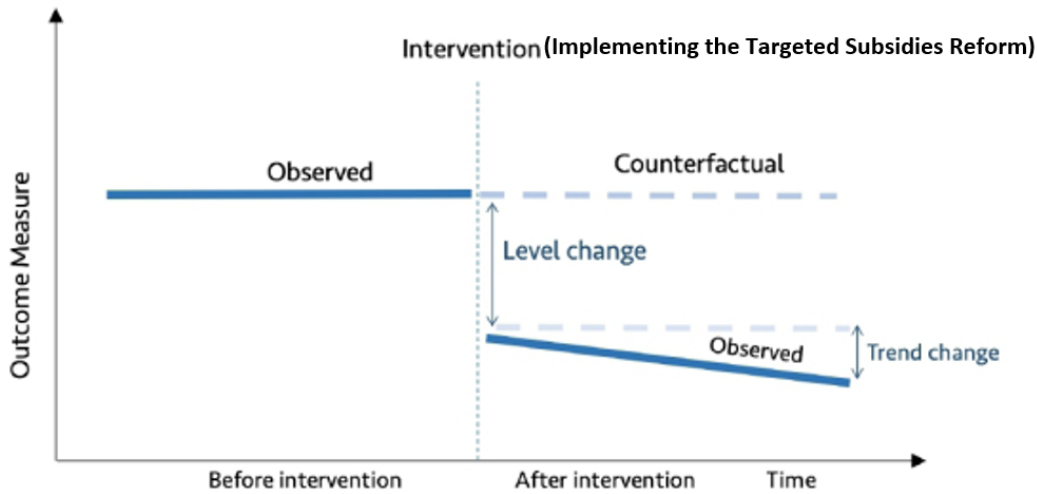 Intervention (Implementing the Targeted Subsidies Reform)
Observed
Counterfactual
Level change
Observed
Trend change
Outcome Measure
Before intervention
After intervention
Time